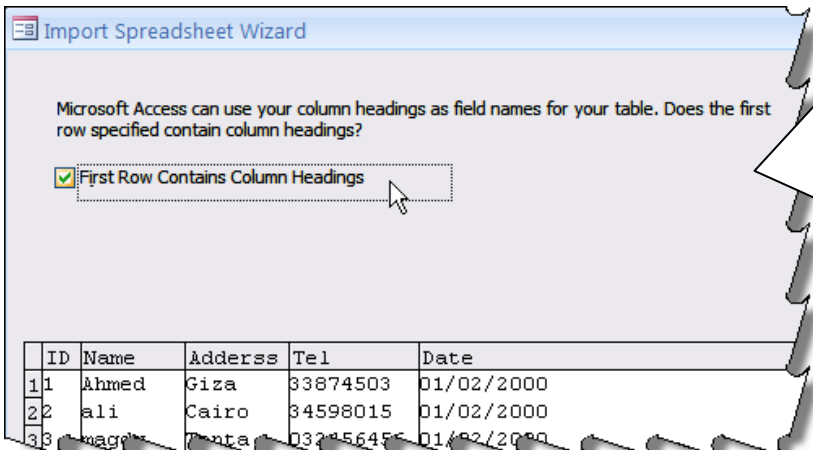 Import Spreadsheet Wizard
Microsoft Access can use your column headings as field names for your table. Does the first
row specified contain column headings?
First Row Contains Column Headings
ID Name Adderss Tel Date
1 1 Ahmed Giza 33874503 01/02/2000
2 2 ali Cairo 34598015 01/02/2000
3 3